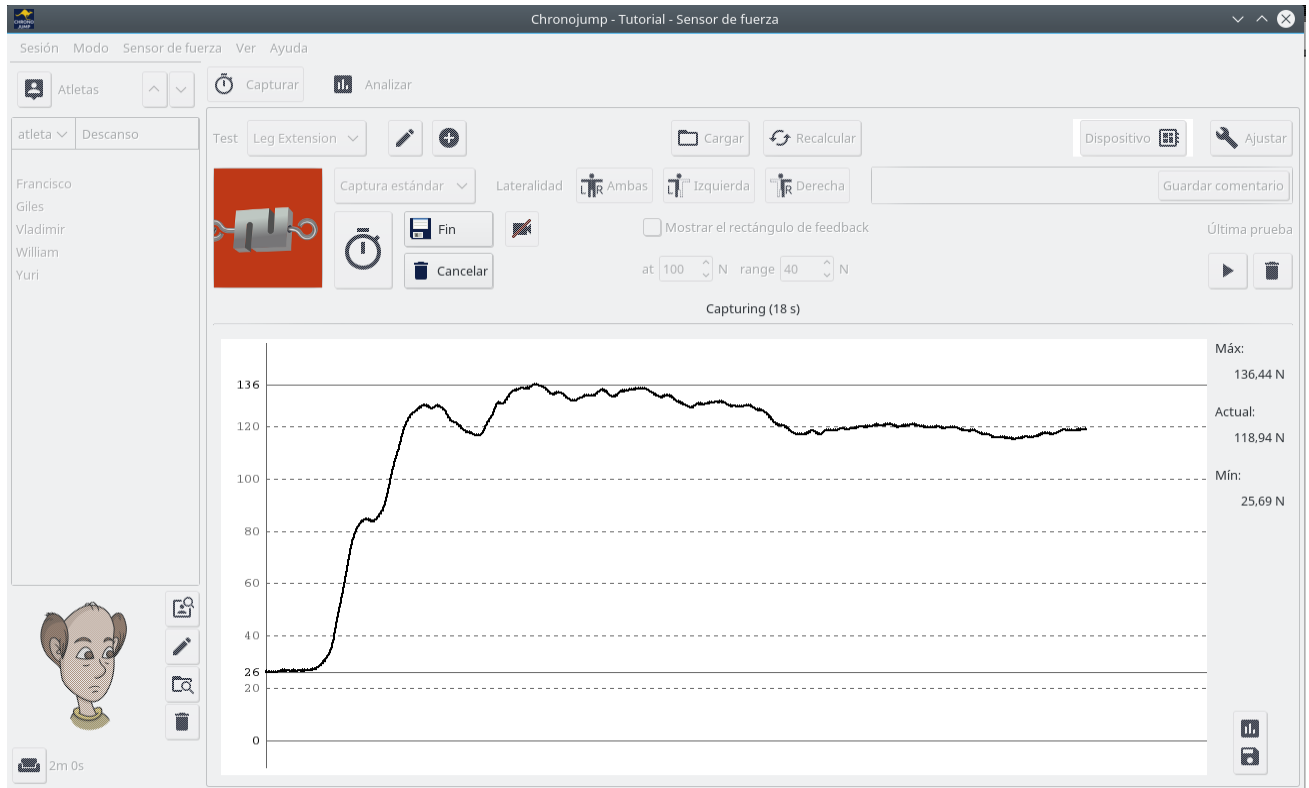 CHRONO
JUMP
Chronojump - Tutorial - Sensor de fuerza
Sesión Modo Sensor de fuerza Ver Ayuda
Atletas
Capturar Analizar
atleta Descanso
Test Leg Extension Cargar Recalcular Dispositivo Ajustar
Francisco
Giles
Vladimir
William
Yuri
Captura estándar Lateralidad L R Ambas L Izquierda R Derecha Guardar comentario
Fin Mostrar el rectángulo de feedback Última prueba
Cancelar at 100 N range 40 N
Capturing (18 s)
136
120
100
80
60
40
26
20
0
Máx:
136,44 N
Actual:
118,94 N
Mín:
25,69 N
2m 0s